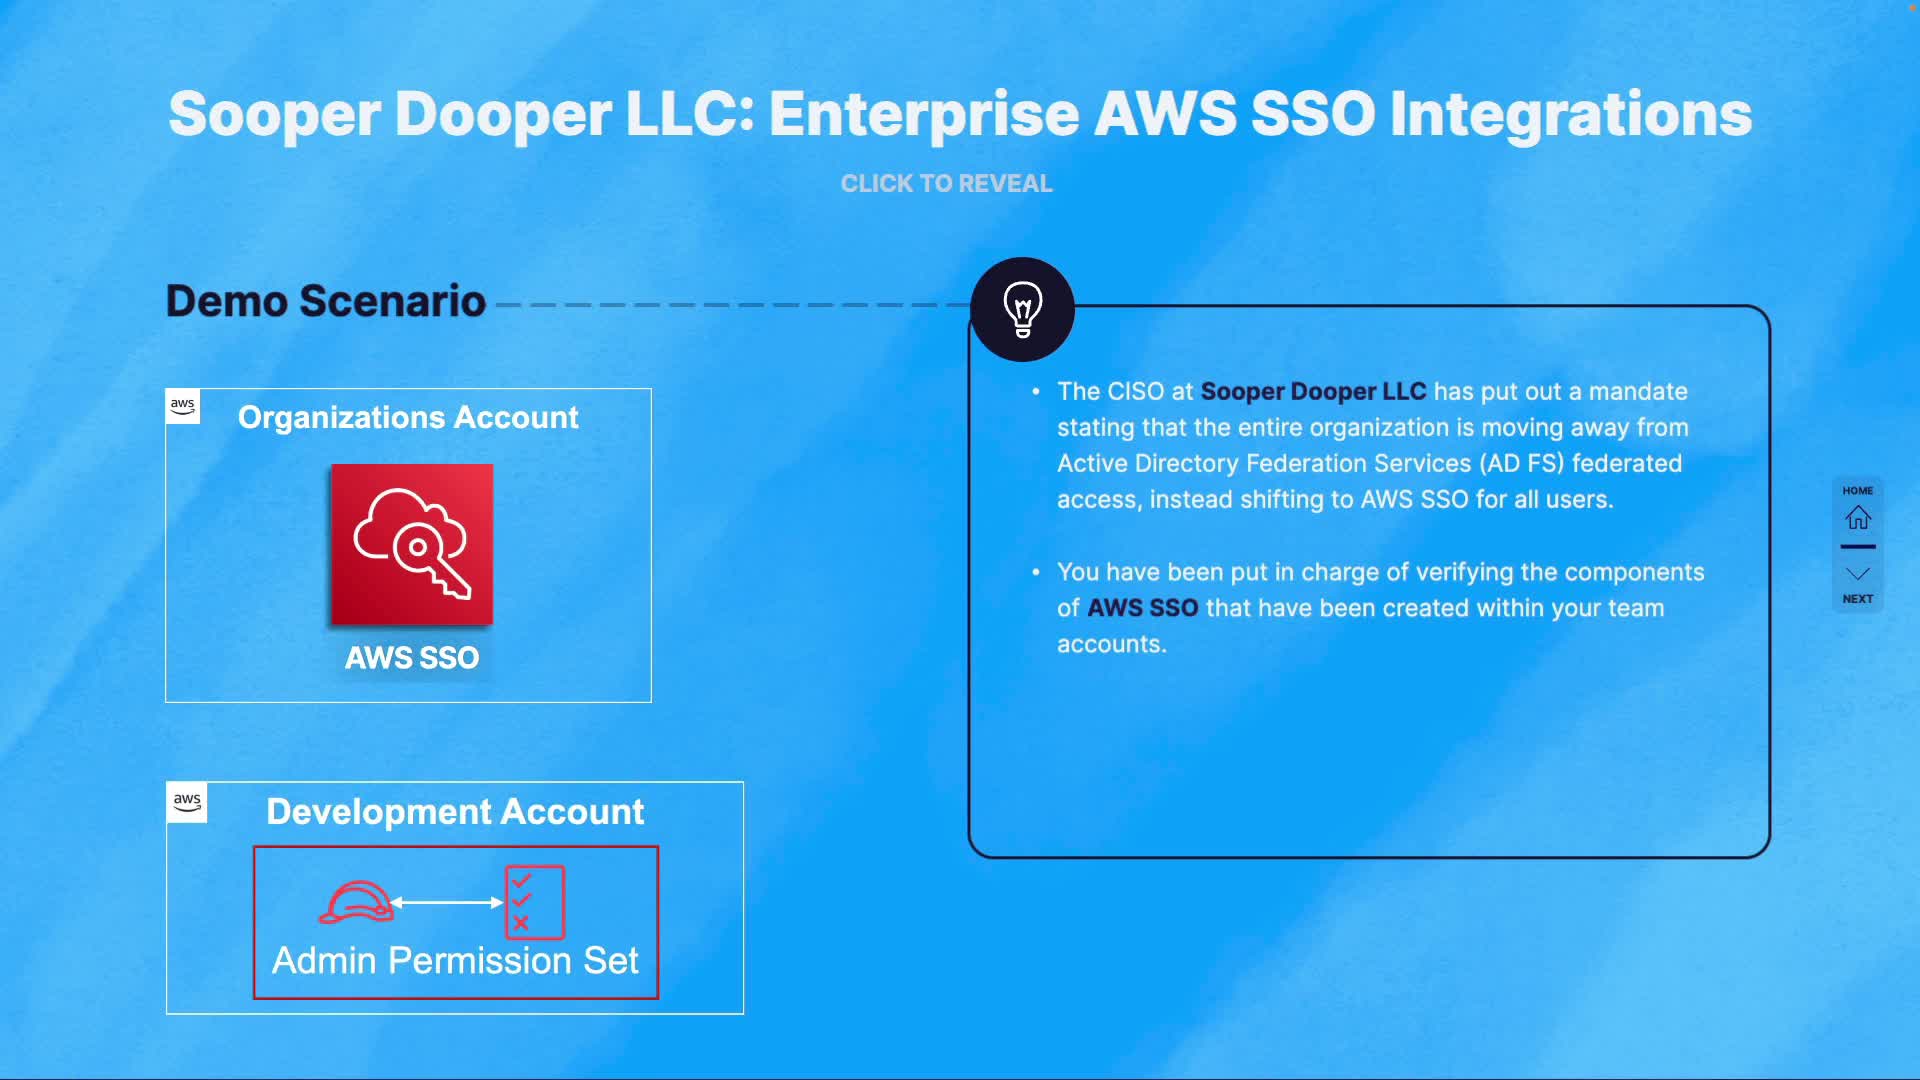 Sooper Dooper LLC: Enterprise AWS SSO Integrations
CLICK TO REVEAL
Demo Scenario
aws
Organizations Account
AWS SSO
aws
Development Account
Admin Permission Set
• The CISO at Sooper Dooper LLC has put out a mandate
stating that the entire organization is moving away from
Active Directory Federation Services (AD FS) federated
access, instead shifting to AWS SSO for all users.
• You have been put in charge of verifying the components
of AWS SSO that have been created within your team
accounts.
HOME
NEXT